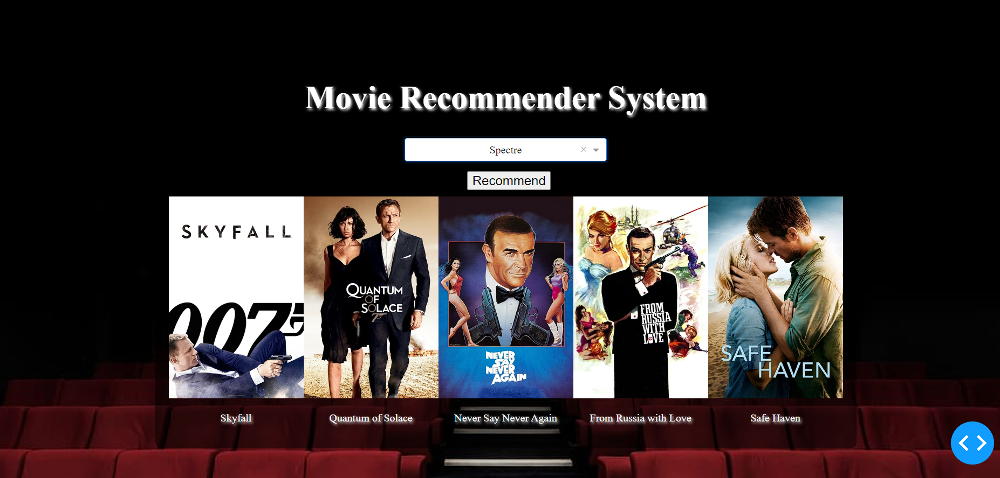 Movie Recommender System
Spectre
Recommend
SKYFALL
007
QUANTUM
OF
SOLACE
007
NEVER
SAY
NEVER
AGAIN
FROM
RUSSIA
WITH
LOVE
SAFE
HAVEN
Skyfall
Quantum of Solace
Never Say Never Again
From Russia with Love
Safe Haven